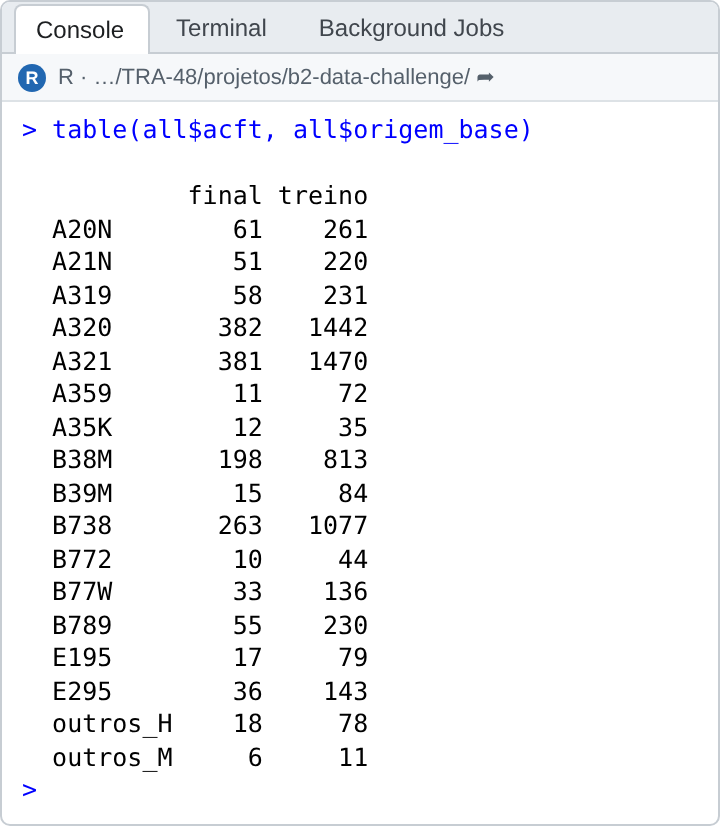 Console Terminal Background Jobs
R R · …/TRA-48/projetos/b2-data-challenge/ ➦
> table(all$acft, all$origem_base)
final treino
A20N 61 261
A21N 51 220
A319 58 231
A320 382 1442
A321 381 1470
A359 11 72
A35K 12 35
B38M 198 813
B39M 15 84
B738 263 1077
B772 10 44
B77W 33 136
B789 55 230
E195 17 79
E295 36 143
outros_H 18 78
outros_M 6 11
>